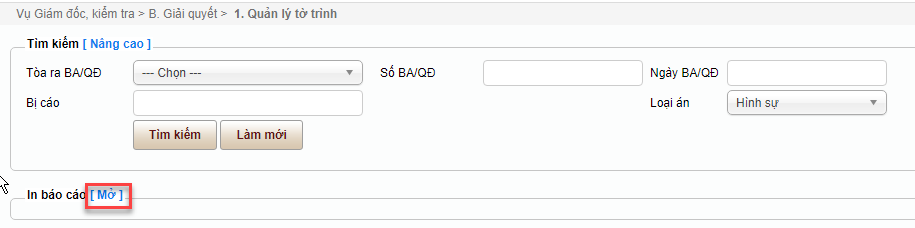 Vụ Giám đốc, kiểm tra > B. Giải quyết > 1. Quản lý tờ trình
Tìm kiếm [ Nâng cao ]
Tòa ra BA/QĐ --- Chọn --- Số BA/QĐ Ngày BA/QĐ
Bị cáo Loại án Hình sự
Tìm kiếm Làm mới
In báo cáo [ Mở ]